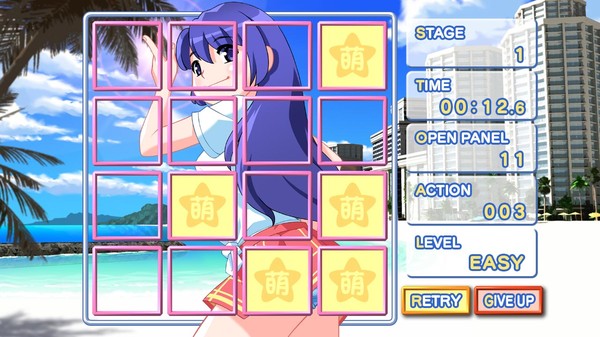 萌
STAGE
1
TIME
00:12.6
OPEN PANEL
11
萌
萌
ACTION
003
LEVEL
EASY
萌
萌
RETRY
GIVE UP